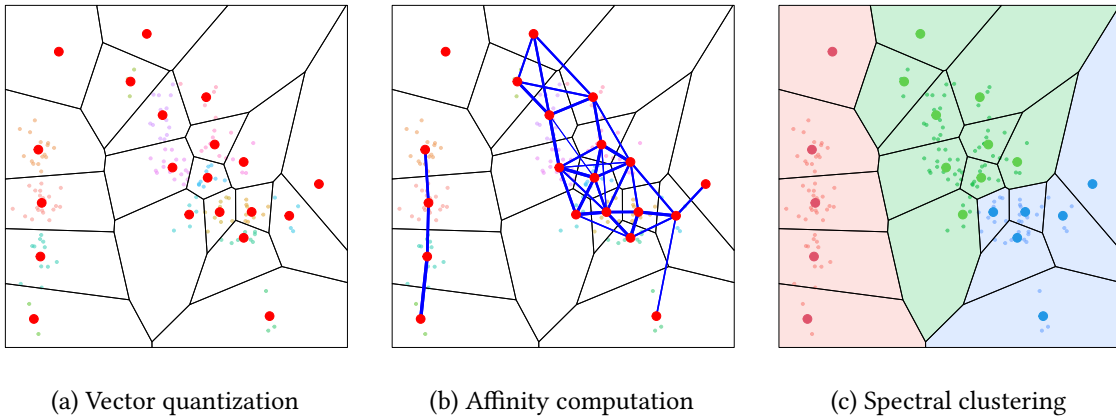 (a) Vector quantization
(b) Affinity computation
(c) Spectral clustering